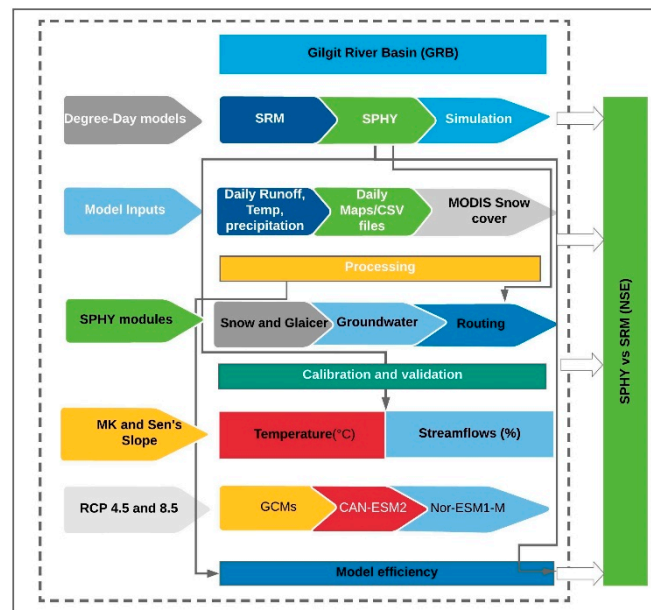 Gilgit River Basin (GRB)
Degree-Day models
SRM
SPHY
Simulation
Model Inputs
Daily Runoff,
Temp,
precipitation
Daily
Maps/CSV
files
MODIS Snow
cover
Processing
SPHY modules
Snow and Glaicer
Groundwater
Routing
Calibration and validation
MK and Sen's
Slope
Temperature(°C)
Streamflows (%)
RCP 4.5 and 8.5
GCMs
CAN-ESM2
Nor-ESM1-M
Model efficiency
SPHY vs SRM (NSE)